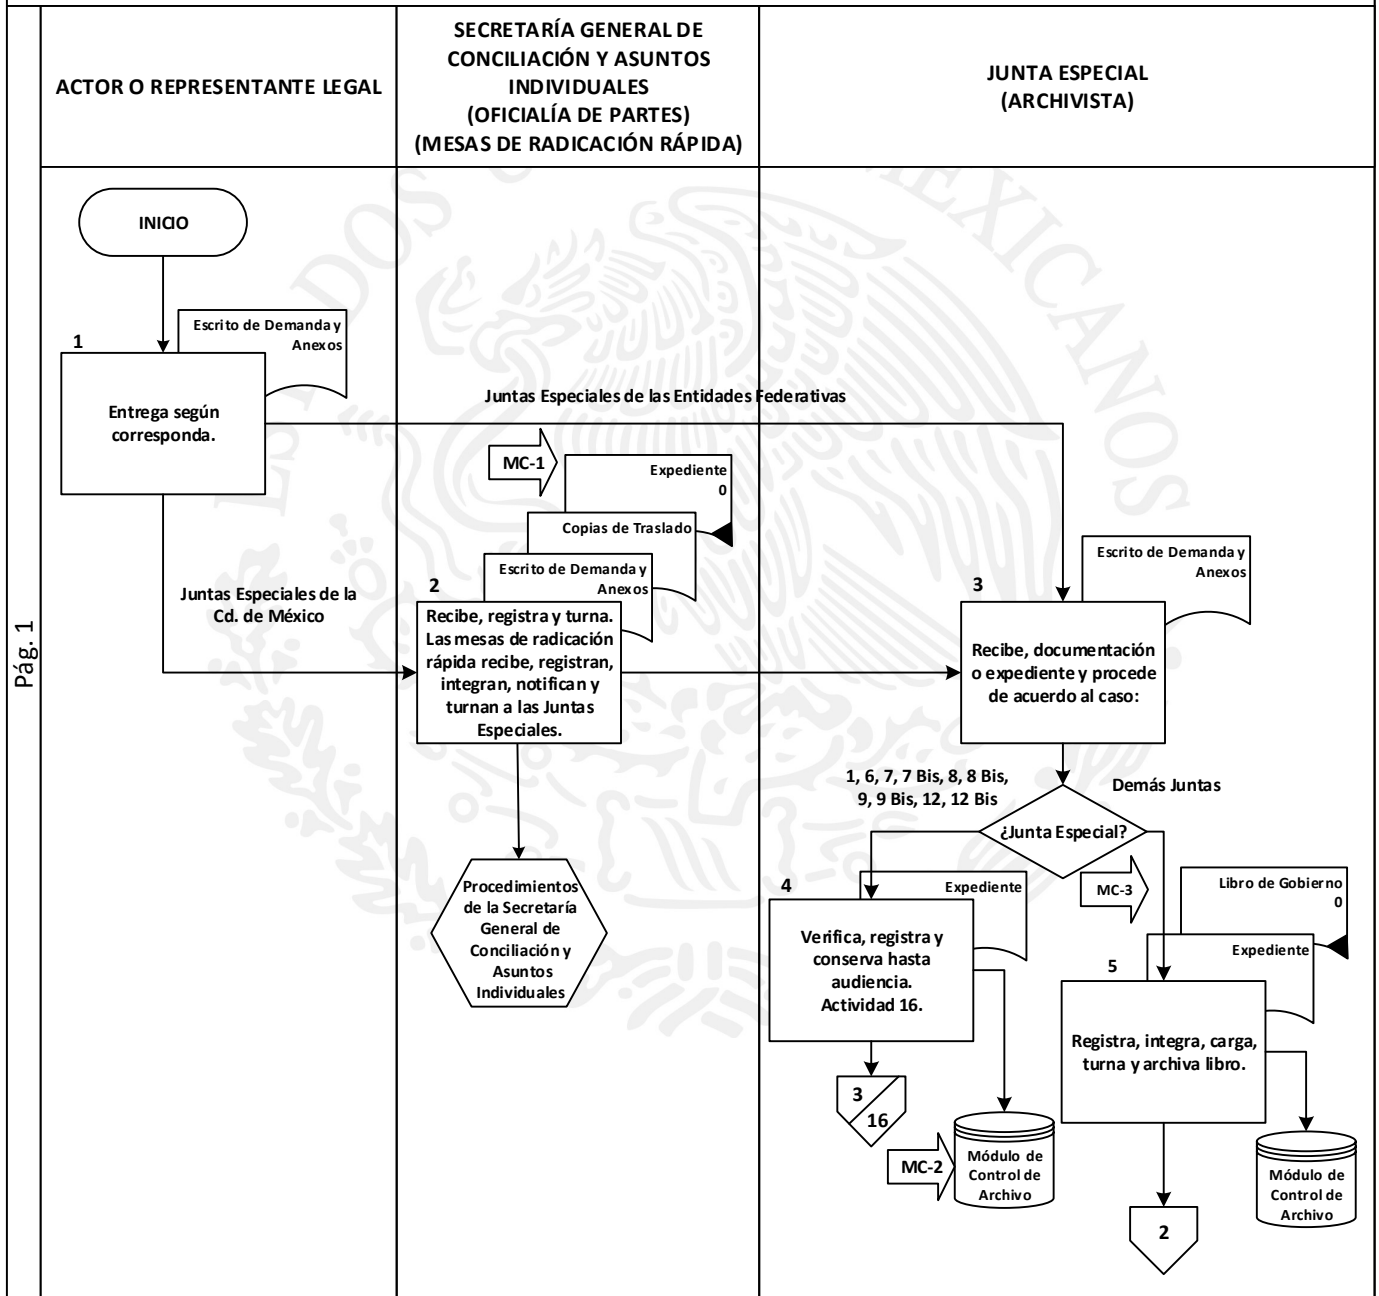 ACTOR O REPRESENTANTE LEGAL
SECRETARÍA GENERAL DE
CONCILIACIÓN Y ASUNTOS
INDIVIDUALES
(OFICIALÍA DE PARTES)
(MESAS DE RADICACIÓN RÁPIDA)
JUNTA ESPECIAL
(ARCHIVISTA)
Pág. 1
INICIO
1
Escrito de Demanda y
Anexos
Entrega según
corresponda.
Juntas Especiales de las Entidades Federativas
Juntas Especiales de la
Cd. de México
MC-1
Expediente
0
Copias de Traslado
Escrito de Demanda y
Anexos
2
Recibe, registra y turna.
Las mesas de radicación
rápida recibe, registran,
integran, notifican y
turnan a las Juntas
Especiales.
Procedimientos
de la Secretaría
General de
Conciliación y
Asuntos
Individuales
3
Escrito de Demanda y
Anexos
Recibe, documentación
o expediente y procede
de acuerdo al caso:
1, 6, 7, 7 Bis, 8, 8 Bis,
9, 9 Bis, 12, 12 Bis
Demás Juntas
¿Junta Especial?
4
Expediente
Verifica, registra y
conserva hasta
audiencia.
Actividad 16.
3
16
MC-2
Módulo de
Control de
Archivo
MC-3
Libro de Gobierno
0
Expediente
5
Registra, integra, carga,
turna y archiva libro.
2
Módulo de
Control de
Archivo
DOS
MEXICANOS